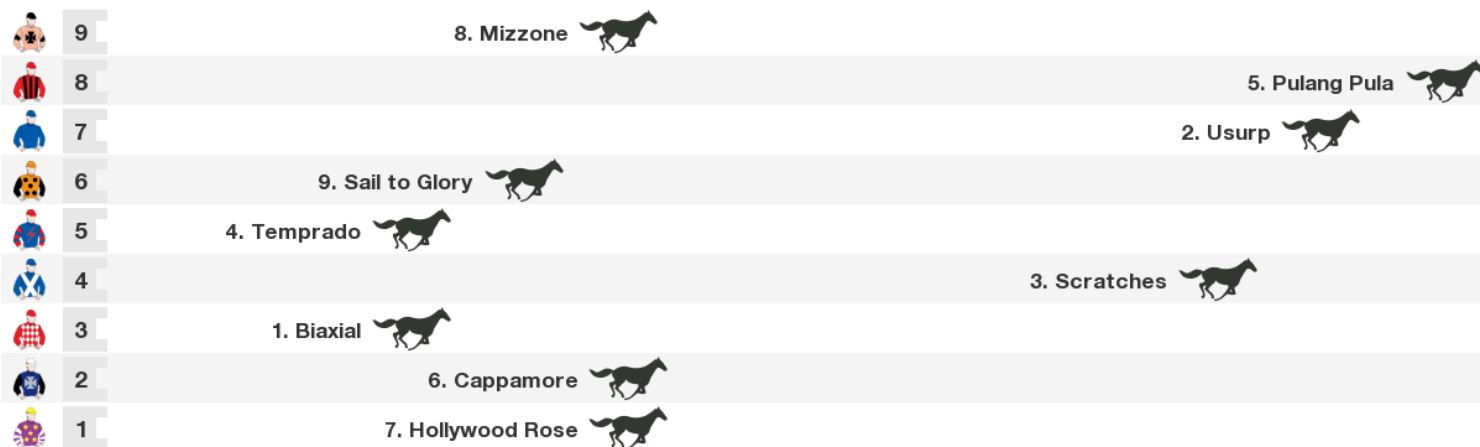 9 8. Mizzone
8 5. Pulang Pula
7 2. Usurp
6 9. Sail to Glory
5 4. Temprado
4 3. Scratches
3 1. Biaxial
2 6. Cappamore
1 7. Hollywood Rose